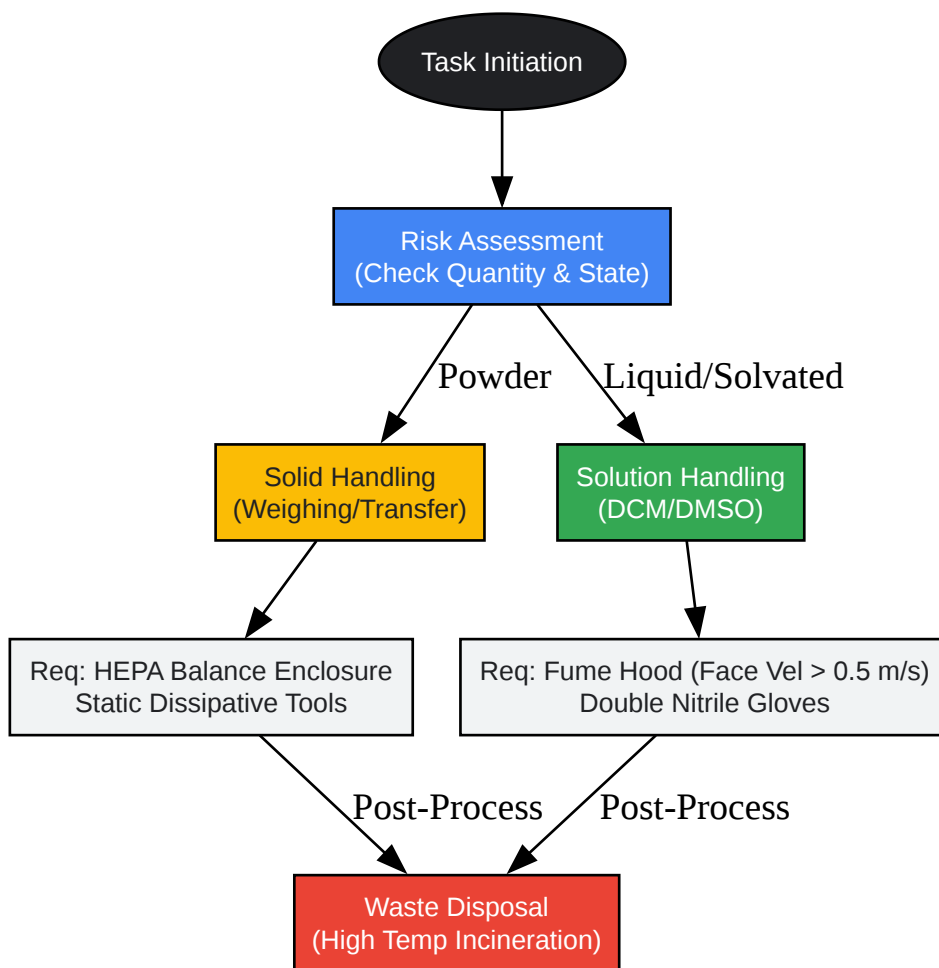 Task Initiation
Risk Assessment
(Check Quantity & State)
Powder
Liquid/Solvated
Solid Handling
(Weighing/Transfer)
Solution Handling
(DCM/DMSO)
Req: HEPA Balance Enclosure
Static Dissipative Tools
Req: Fume Hood (Face Vel > 0.5 m/s)
Double Nitrile Gloves
Post-Process
Post-Process
Waste Disposal
(High Temp Incineration)